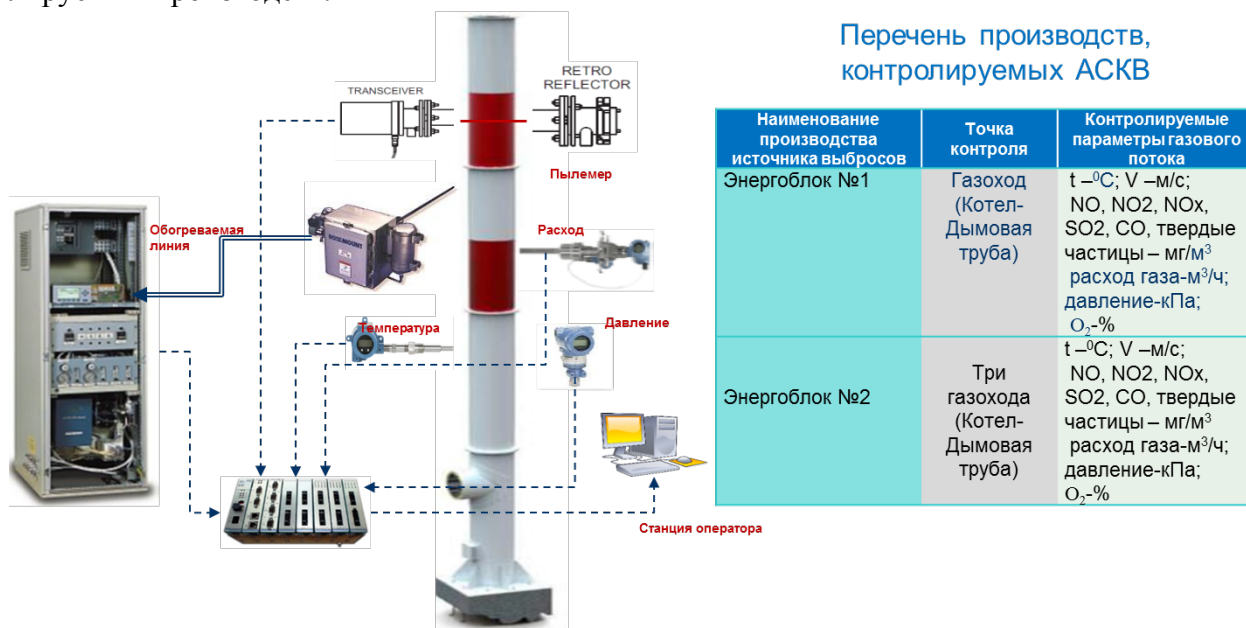 TRANSCEIVER
RETRO
REFLECTOR
Пылемер
Обогреваемая
линия
ROSEMOUNT
Расход
Температура
Давление
Станция оператора
Перечень производств,
контролируемых АСКВ
Наименование
производства
источника выбросов
Точка
контроля
Контролируемые
параметры газового
потока
Энергоблок №1
Газоход
(Котел-
Дымовая
труба)
t –⁰C; V –м/с;
NO, NO2, NOx,
SO2, CO, твердые
частицы – мг/м³
расход газа-м³/ч;
давление-кПа;
O₂-%
Энергоблок №2
Три
газохода
(Котел-
Дымовая
труба)
t –⁰C; V –м/с;
NO, NO2, NOx,
SO2, CO, твердые
частицы – мг/м³
расход газа-м³/ч;
давление-кПа;
O₂-%